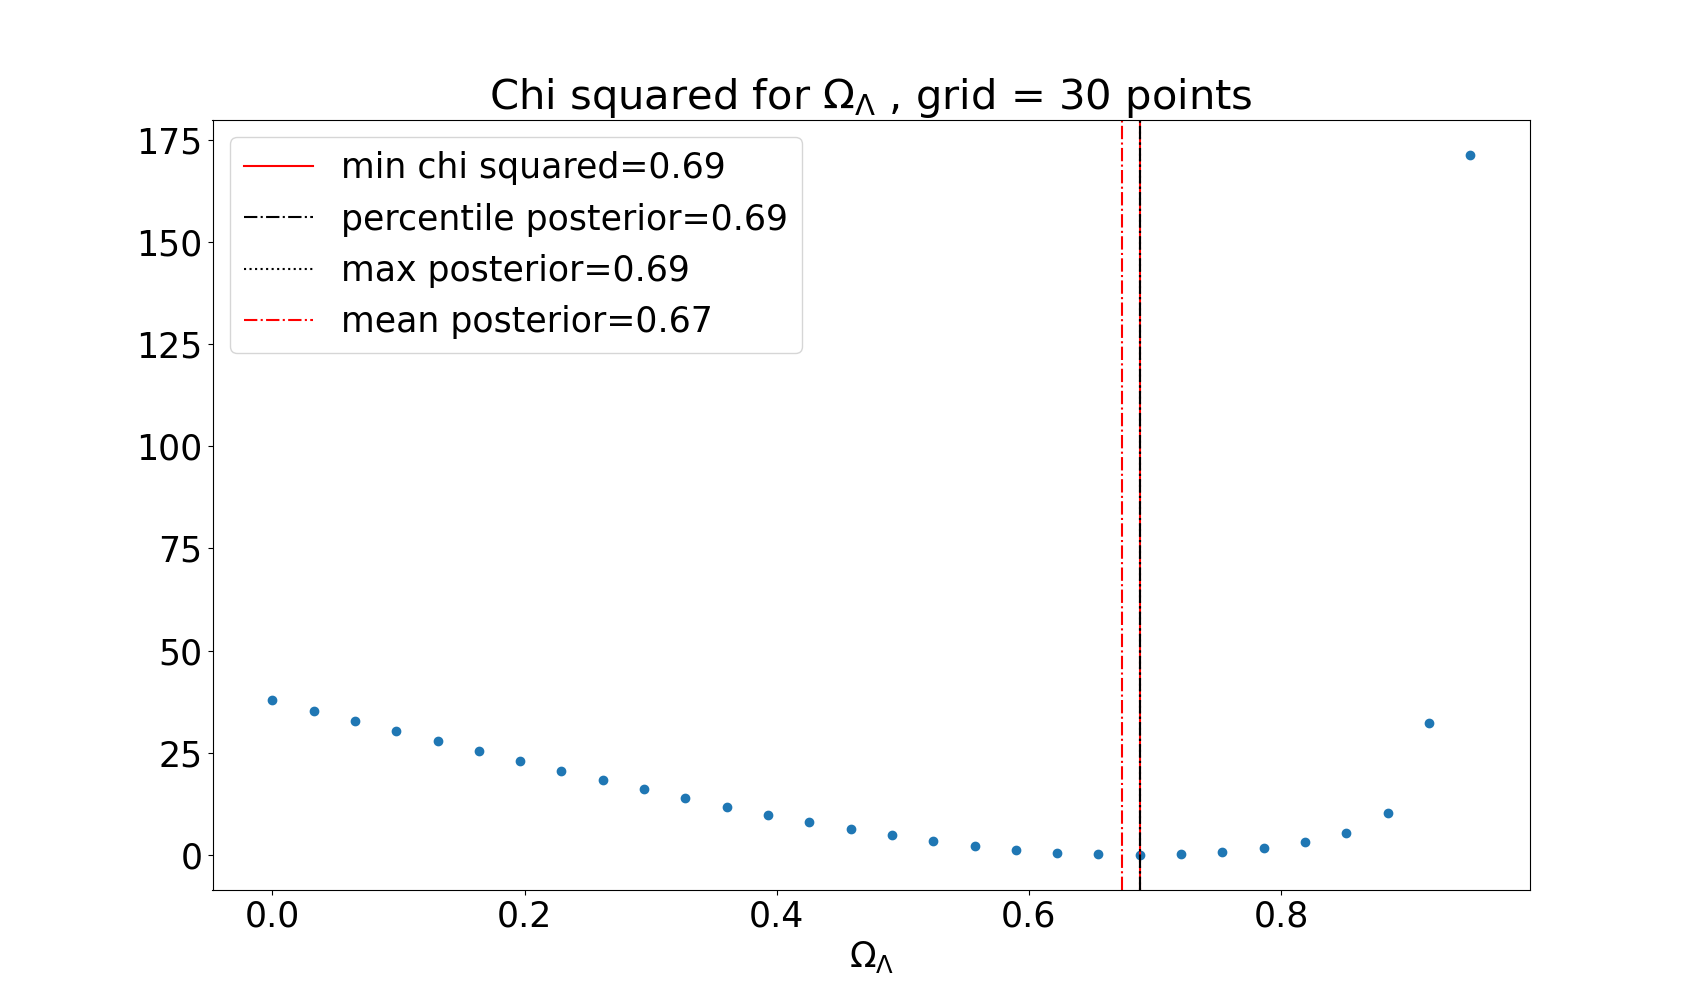 Chi squared for Ω_Λ , grid = 30 points
175
150
125
100
75
50
25
0
min chi squared=0.69
percentile posterior=0.69
max posterior=0.69
mean posterior=0.67
0.0 0.2 0.4 0.6 0.8
Ω_Λ